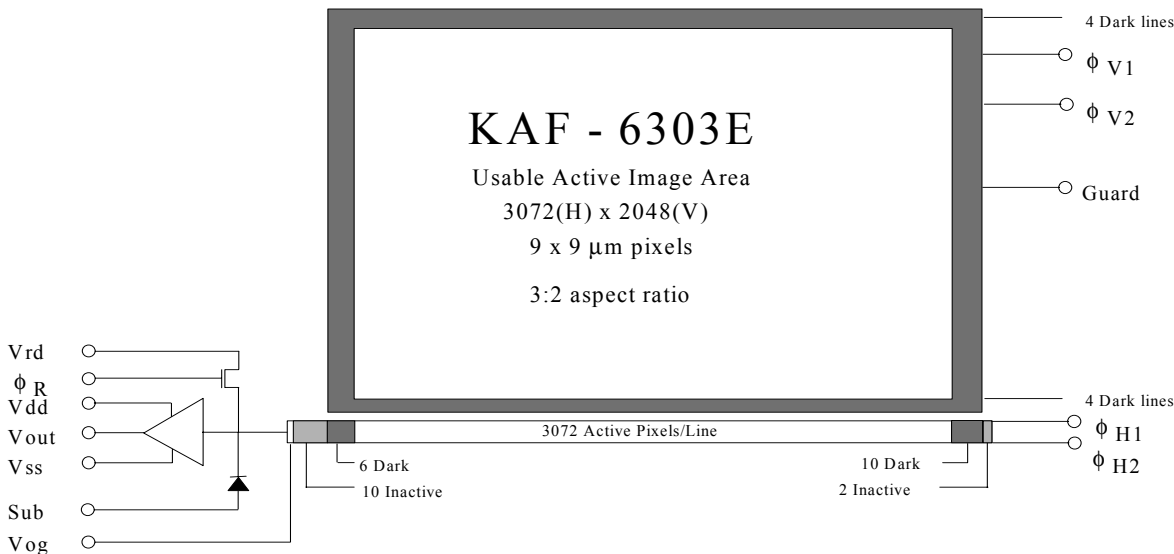 4 Dark lines
ϕ V1
ϕ V2
KAF - 6303E
Usable Active Image Area
3072(H) x 2048(V)
9 x 9 μm pixels
3:2 aspect ratio
Guard
Vrd
ϕ R
Vdd
Vout
Vss
Sub
Vog
4 Dark lines
3072 Active Pixels/Line
ϕ H1
ϕ H2
6 Dark
10 Inactive
10 Dark
2 Inactive